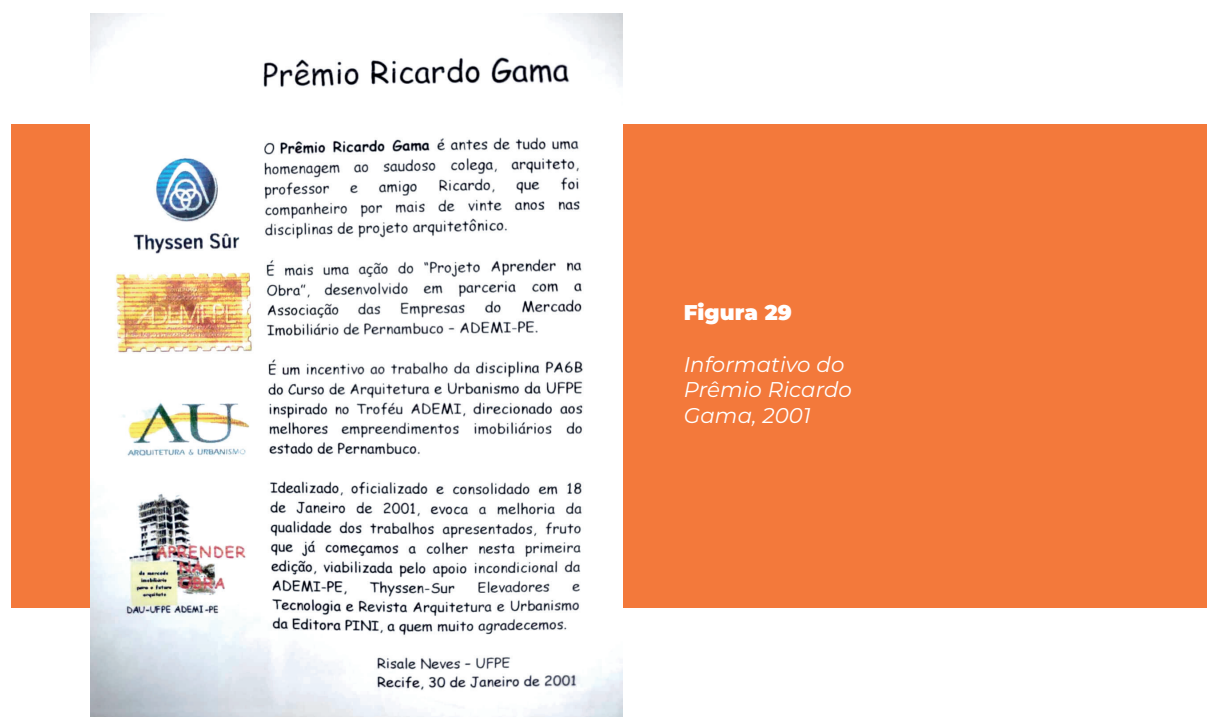 Prêmio Ricardo Gama
O Prêmio Ricardo Gama é antes de tudo uma
homenagem ao saudoso colega, arquiteto,
professor e amigo Ricardo, que foi
companheiro por mais de vinte anos nas
disciplinas de projeto arquitetônico.
É mais uma ação do “Projeto Aprender na
Obra”, desenvolvido em parceria com a
Associação das Empresas do Mercado
Imobiliário de Pernambuco – ADEMI-PE.
É um incentivo ao trabalho da disciplina PA6B
do Curso de Arquitetura e Urbanismo da UFPE
inspirado no Troféu ADEMI, direcionado aos
melhores empreendimentos imobiliários do
estado de Pernambuco.
Idealizado, oficializado e consolidado em 18
de Janeiro de 2001, evoca a melhoria da
qualidade dos trabalhos apresentados, fruto
que já começamos a colher nesta primeira
edição, viabilizada pelo apoio incondicional da
ADEMI-PE, Thyssen-Sur Elevadores e
Tecnologia e Revista Arquitetura e Urbanismo
da Editora PINI, a quem muito agradecemos.
Risale Neves – UFPE
Recife, 30 de Janeiro de 2001
Thyssen Sûr
ADEMI-PE
AU
ARQUITETURA & URBANISMO
APRENDER
NA
OBRA
do mercado
imobiliário
para o futuro
arquiteto
DAU-UFPE ADEMI-PE
Figura 29
Informativo do
Prêmio Ricardo
Gama, 2001